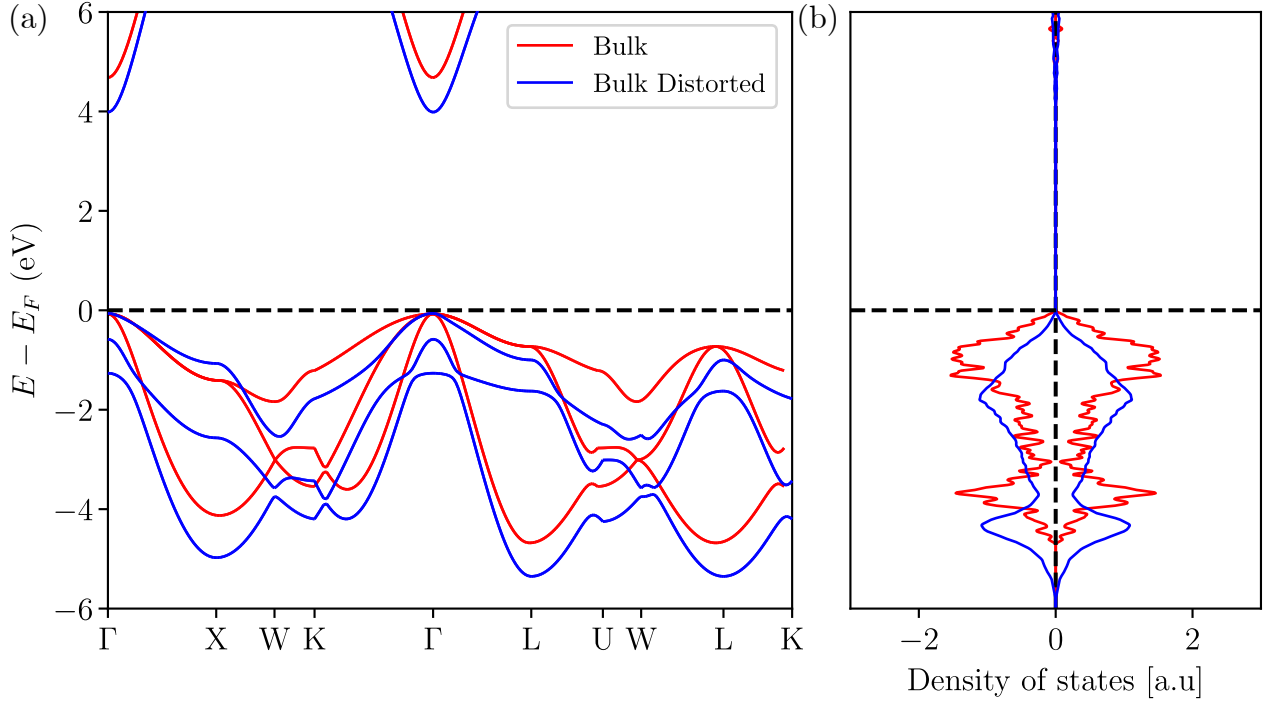 (a)
6
4
2
0
−2
−4
−6
E − E_F (eV)
Bulk
Bulk Distorted
Γ X W K Γ L U W L K
(b)
−2 0 2
Density of states [a.u]